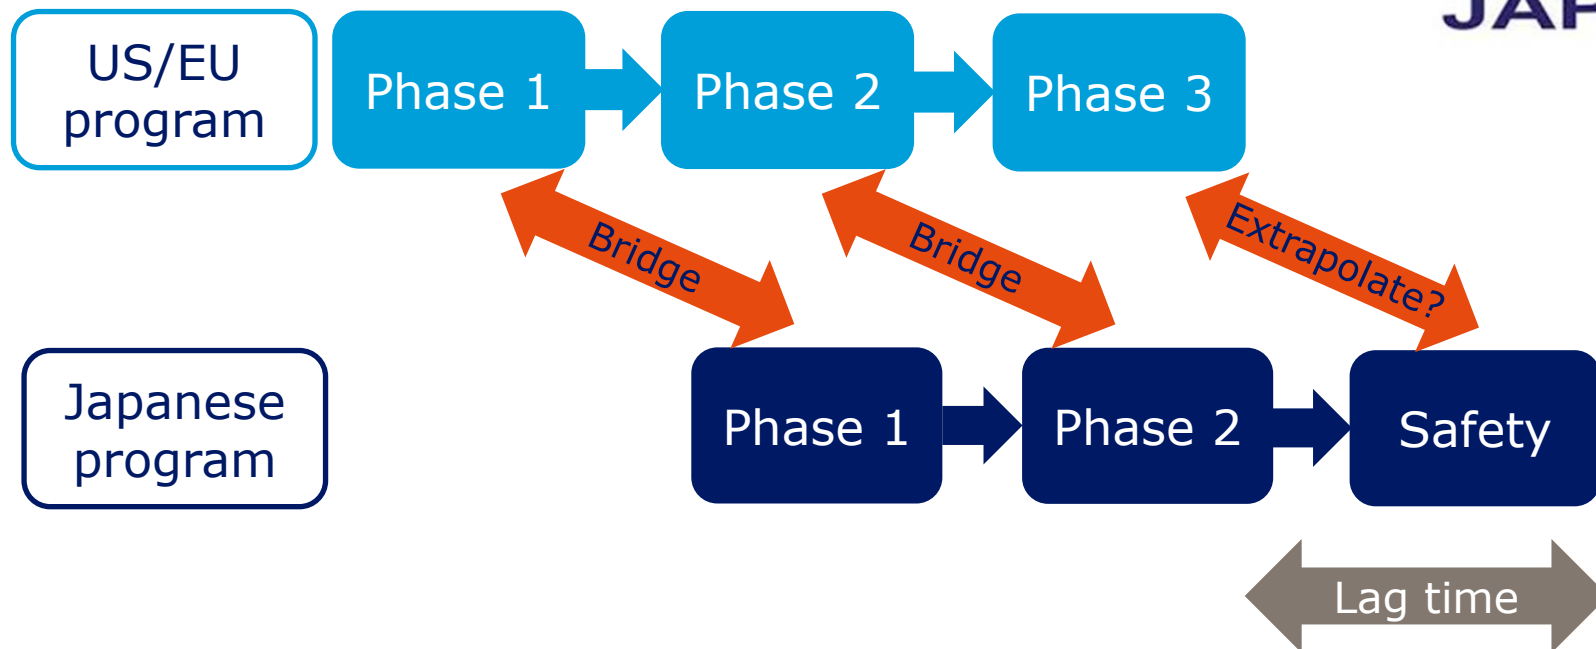 JAP
US/EU
program
Phase 1
Phase 2
Phase 3
Bridge
Bridge
Extrapolate?
Japanese
program
Phase 1
Phase 2
Safety
Lag time